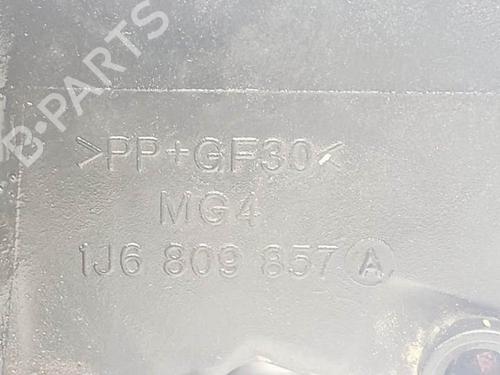 B-PARTS
>PP+GF30<
MG4
1J6 809 857 A